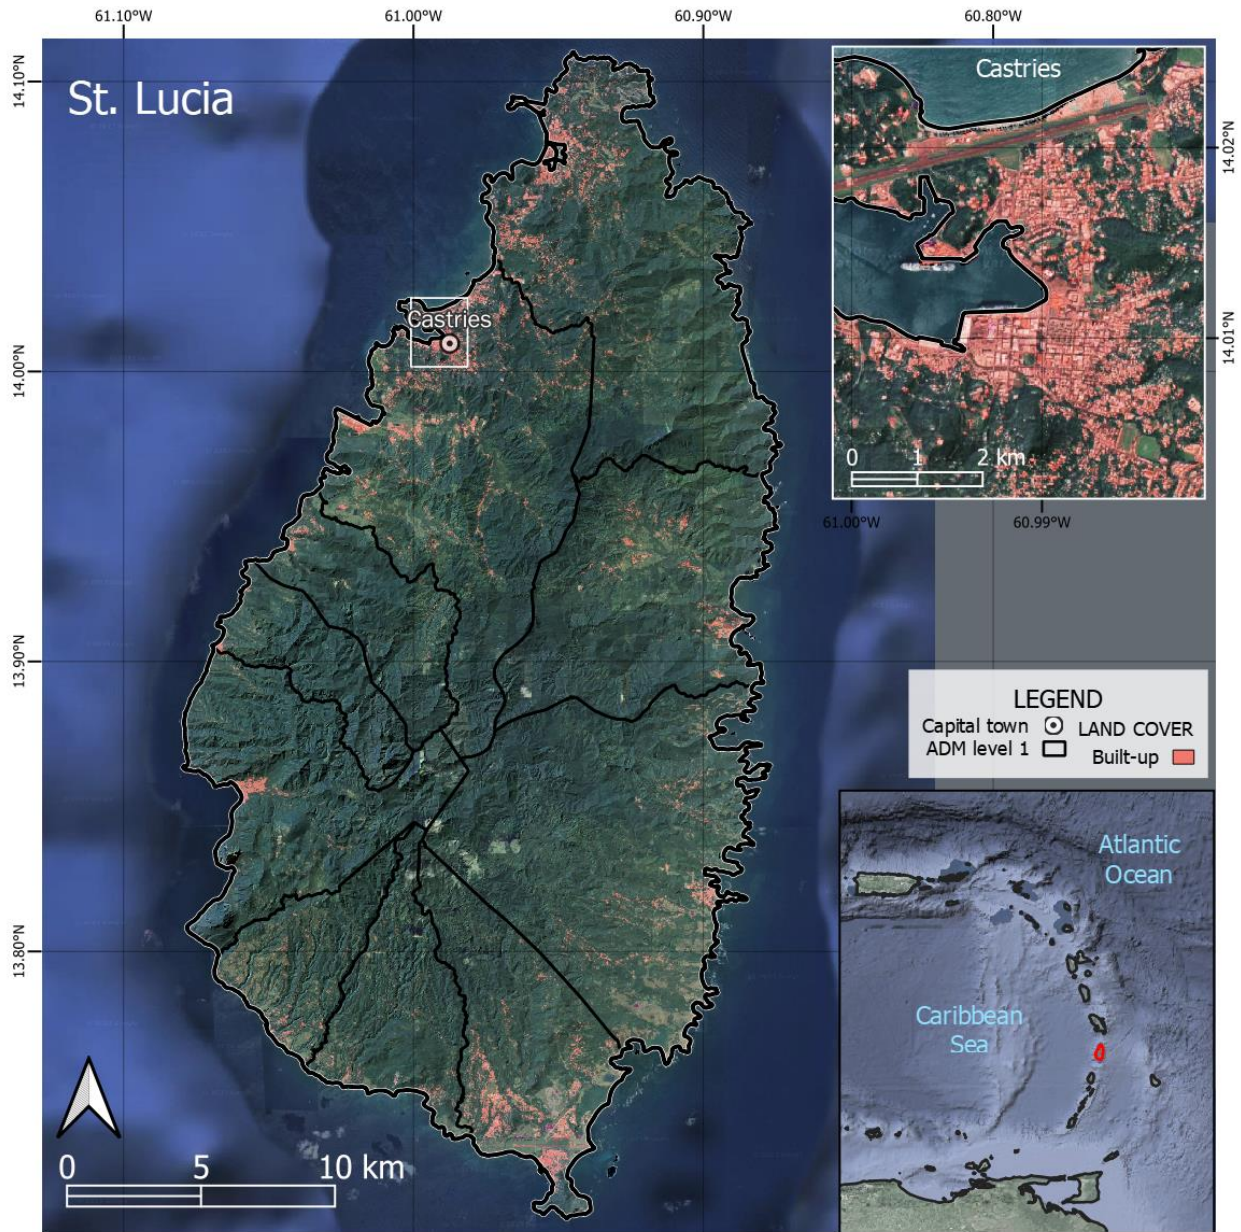 61.10°W 61.00°W 60.90°W 60.80°W
14.10°N
14.00°N
13.90°N
13.80°N
St. Lucia
Castries
Castries
14.02°N
14.01°N
0 1 2 km
61.00°W 60.99°W
LEGEND
Capital town LAND COVER
ADM level 1 Built-up
Atlantic
Ocean
Caribbean
Sea
0 5 10 km